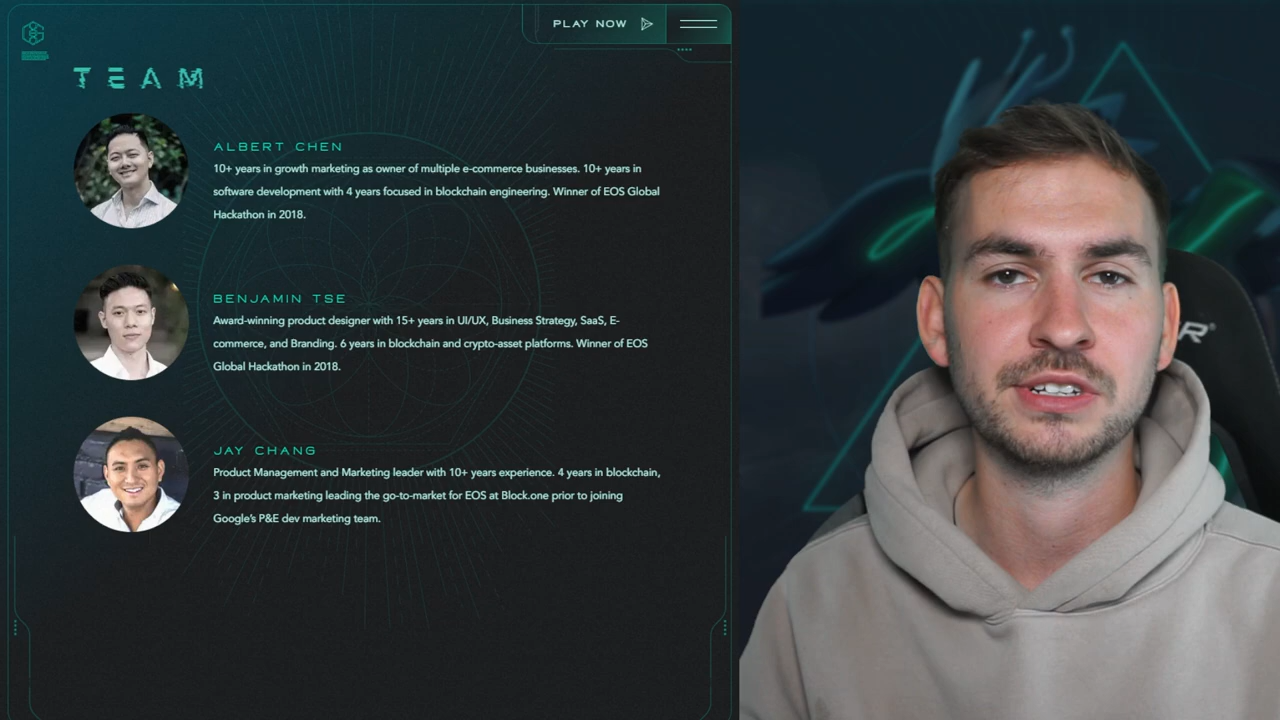 PLAY NOW
TEAM
ALBERT CHEN
10+ years in growth marketing as owner of multiple e-commerce businesses. 10+ years in
software development with 4 years focused in blockchain engineering. Winner of EOS Global
Hackathon in 2018.
BENJAMIN TSE
Award-winning product designer with 15+ years in UI/UX, Business Strategy, SaaS, E-
commerce, and Branding. 6 years in blockchain and crypto-asset platforms. Winner of EOS
Global Hackathon in 2018.
JAY CHANG
Product Management and Marketing leader with 10+ years experience. 4 years in blockchain,
3 in product marketing leading the go-to-market for EOS at Block.one prior to joining
Google's P&E dev marketing team.